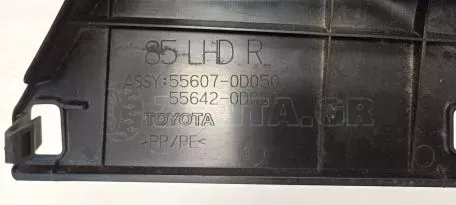 85 LHD R
ASSY:55607-0D050
55642-0D
TOYOTA
-PP/PE<